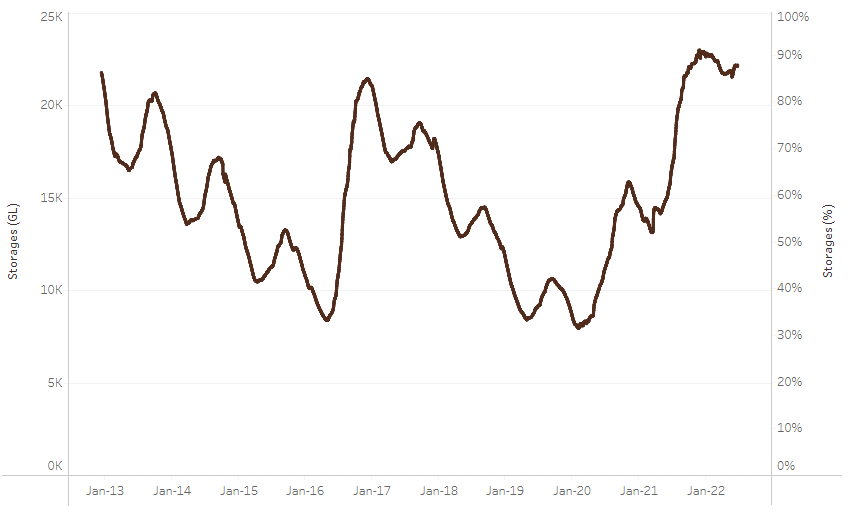 25K
20K
15K
10K
5K
0K
Storages (GL)
100%
90%
80%
70%
60%
50%
40%
30%
20%
10%
0%
Storages (%)
Jan-13 Jan-14 Jan-15 Jan-16 Jan-17 Jan-18 Jan-19 Jan-20 Jan-21 Jan-22